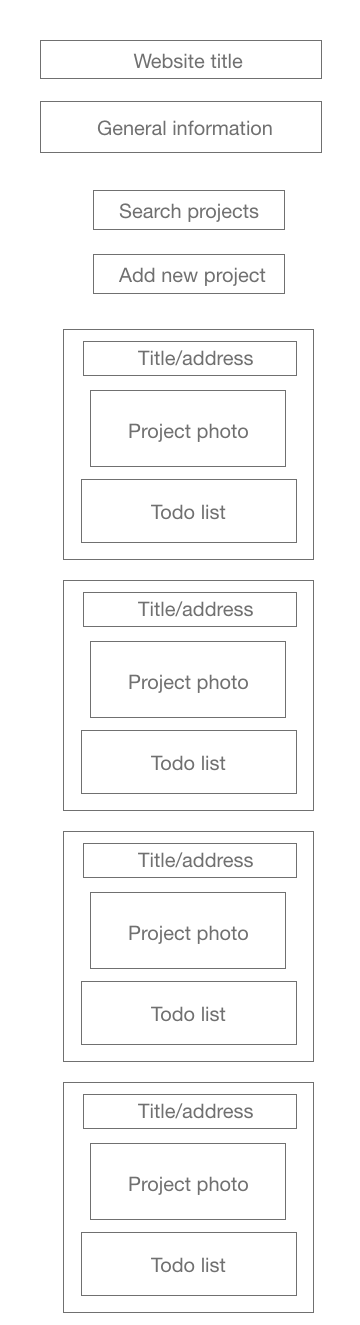 Website title
General information
Search projects
Add new project
Title/address
Project photo
Todo list
Title/address
Project photo
Todo list
Title/address
Project photo
Todo list
Title/address
Project photo
Todo list